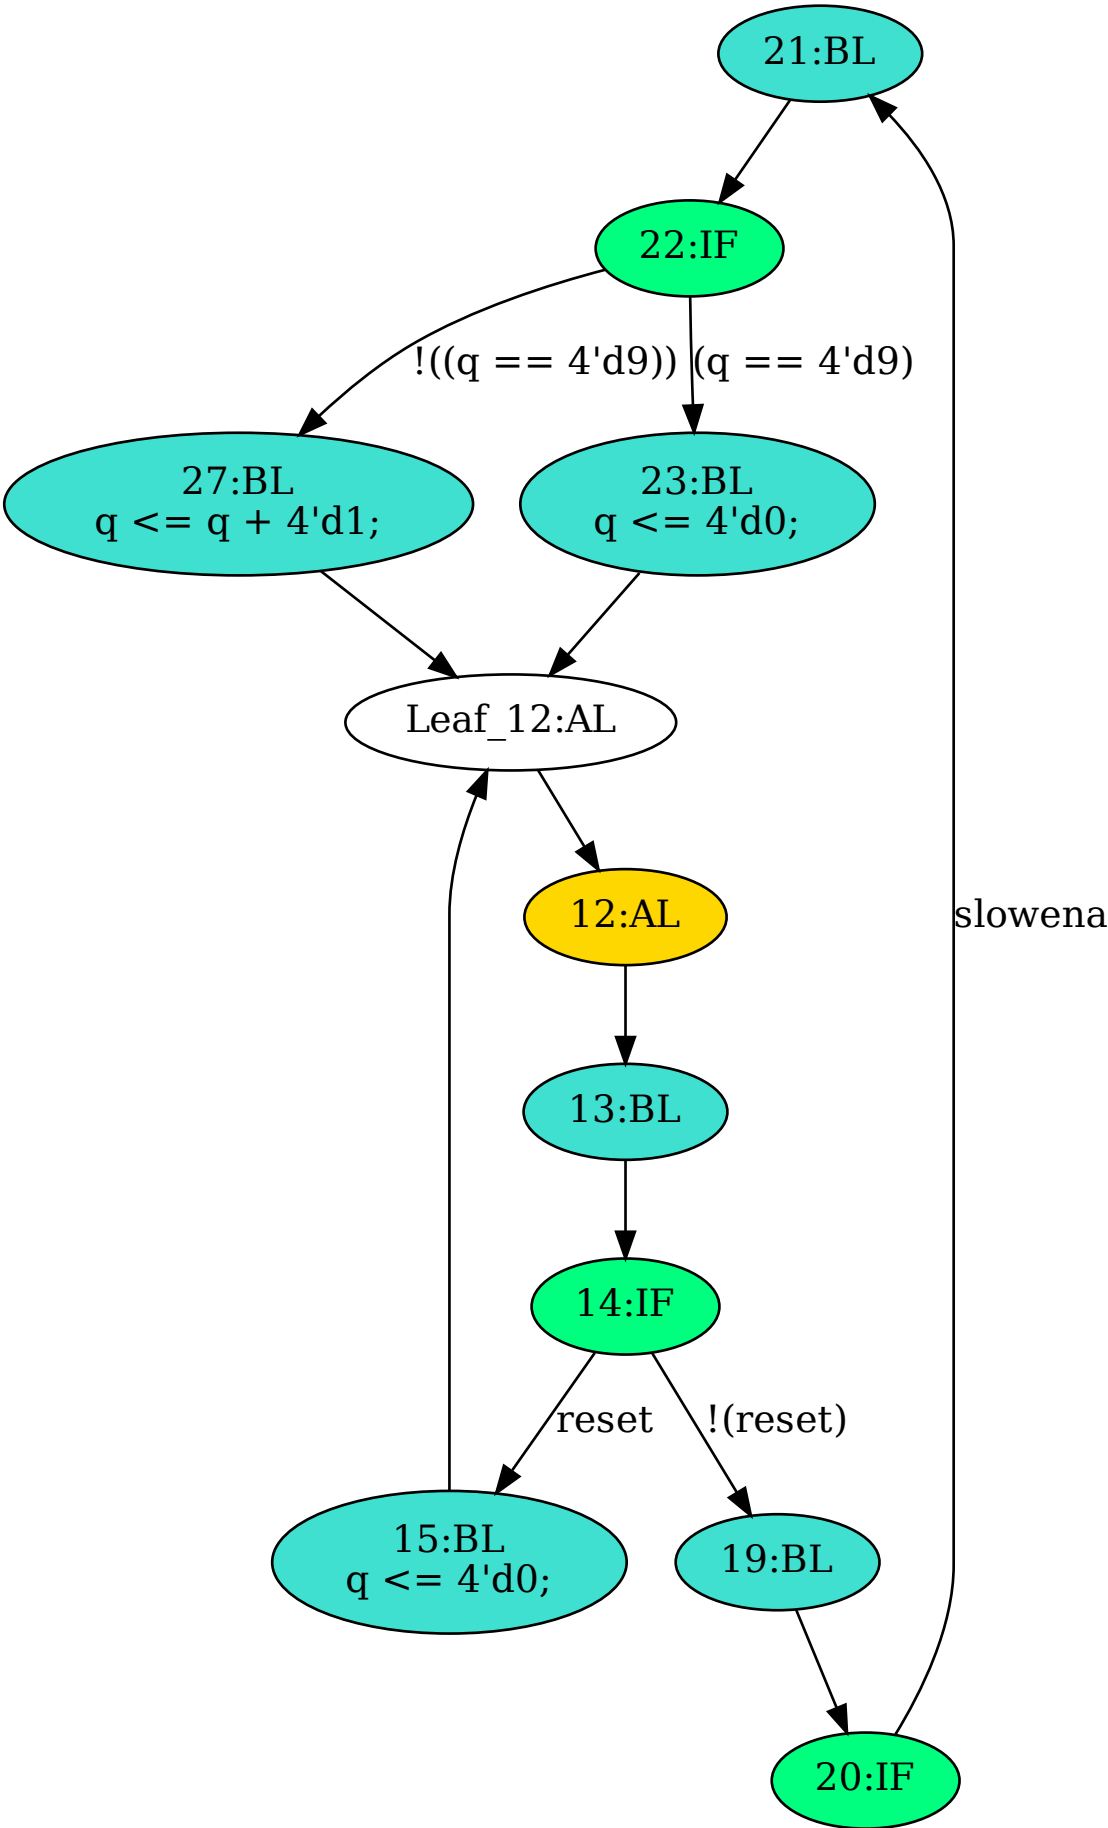 21:BL
22:IF
!((q == 4'd9))
(q == 4'd9)
27:BL
q <= q + 4'd1;
23:BL
q <= 4'd0;
Leaf_12:AL
12:AL
slowena
13:BL
14:IF
reset
!(reset)
15:BL
q <= 4'd0;
19:BL
20:IF